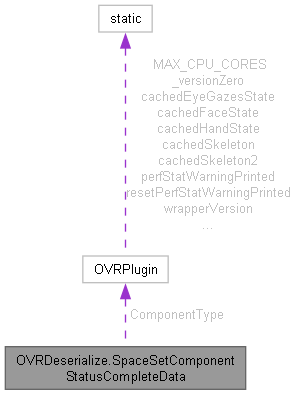 static
MAX_CPU_CORES
_versionZero
cachedEyeGazesState
cachedFaceState
cachedHandState
cachedSkeleton
cachedSkeleton2
perfStatWarningPrinted
resetPerfStatWarningPrinted
wrapperVersion
...
OVRPlugin
ComponentType
OVRDeserialize.SpaceSetComponent
StatusCompleteData